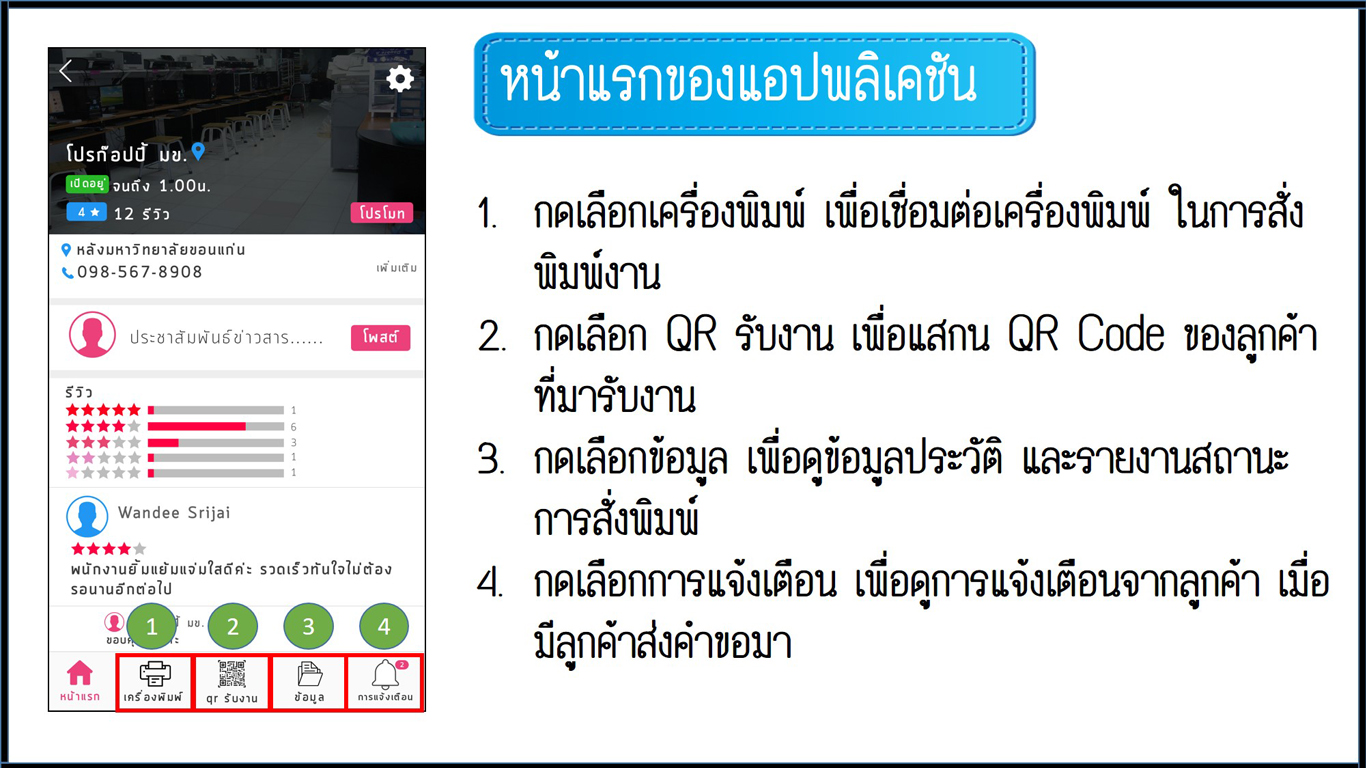 หน้าแรกของแอปพลิเคชัน
โปรก๊อปปี้ มข.
เปิดอยู่ จนถึง 1.00น.
4 12 รีวิว
โปรโมท
หลังมหาวิทยาลัยขอนแก่น
098-567-8908
เพิ่มเติม
ประชาสัมพันธ์ข่าวสาร......
โพสต์
รีวิว
1
6
3
1
1
Wandee Srijai
พนักงานยิ้มแย้มแจ่มใสดีค่ะ รวดเร็วทันใจไม่ต้อง
รอนานอีกต่อไป
มข.
1 2 3 4
2
หน้าแรก เครื่องพิมพ์ qr รับงาน ข้อมูล การแจ้งเตือน
1. กดเลือกเครื่องพิมพ์ เพื่อเชื่อมต่อเครื่องพิมพ์ ในการสั่ง
พิมพ์งาน
2. กดเลือก QR รับงาน เพื่อแสกน QR Code ของลูกค้า
ที่มารับงาน
3. กดเลือกข้อมูล เพื่อดูข้อมูลประวัติ และรายงานสถานะ
การสั่งพิมพ์
4. กดเลือกการแจ้งเตือน เพื่อดูการแจ้งเตือนจากลูกค้า เมื่อ
มีลูกค้าส่งคำขอมา